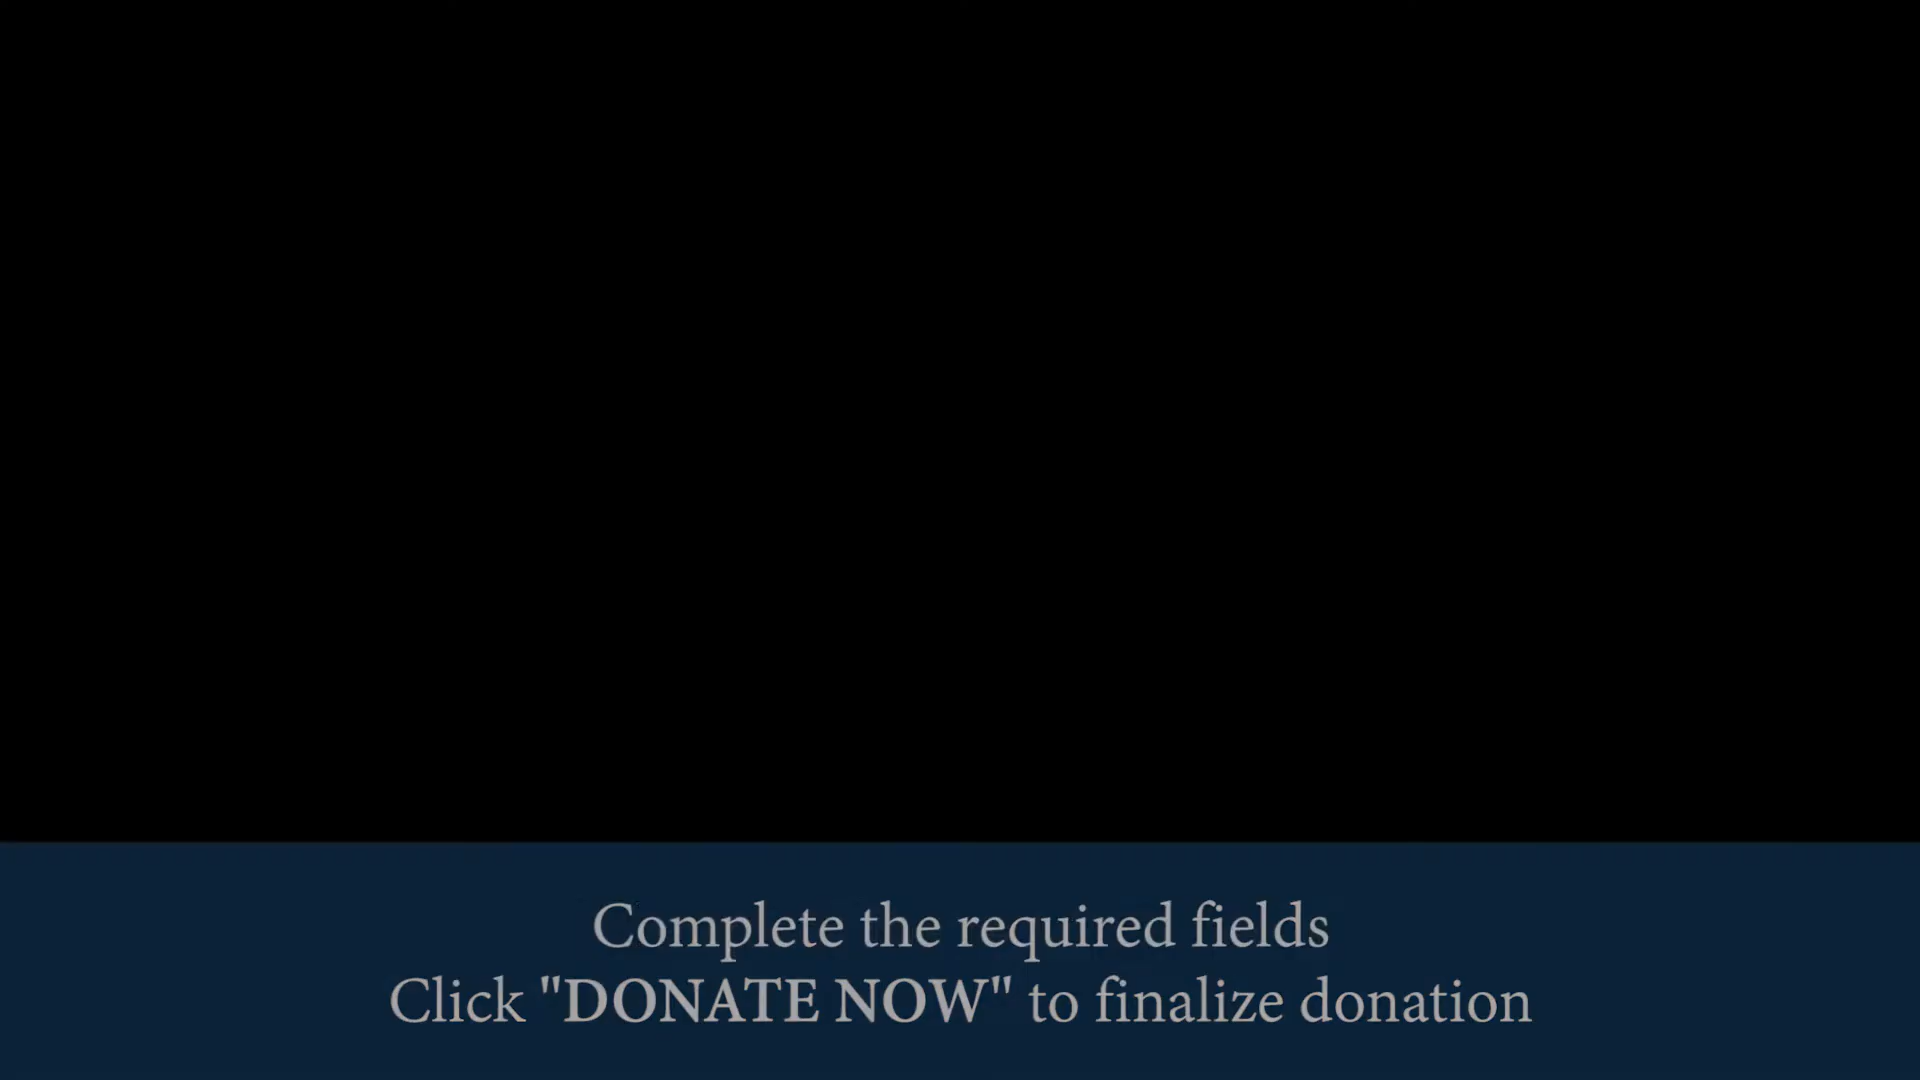 Complete the required fields
Click "DONATE NOW" to finalize donation